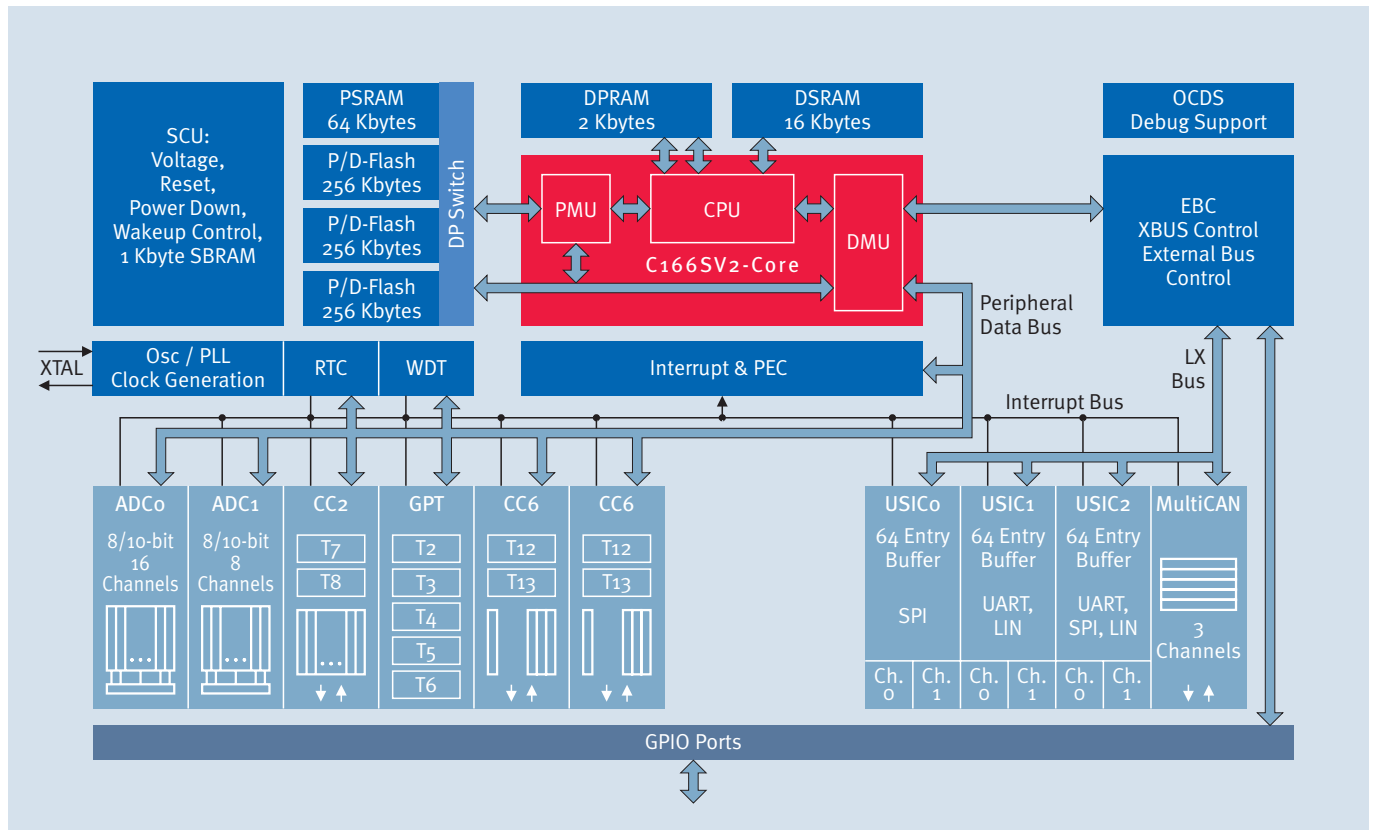 SCU:
Voltage,
Reset,
Power Down,
Wakeup Control,
1 Kbyte SBRAM
PSRAM
64 Kbytes
P/D-Flash
256 Kbytes
P/D-Flash
256 Kbytes
P/D-Flash
256 Kbytes
DP Switch
DPRAM
2 Kbytes
DSRAM
16 Kbytes
PMU
CPU
DMU
C166SV2-Core
OCDS
Debug Support
EBC
XBUS Control
External Bus
Control
Peripheral
Data Bus
XTAL
Osc / PLL
Clock Generation
RTC
WDT
Interrupt & PEC
LX
Bus
Interrupt Bus
ADC0
8/10-bit
16
Channels
ADC1
8/10-bit
8
Channels
CC2
T7
T8
GPT
T2
T3
T4
T5
T6
CC6
T12
T13
CC6
T12
T13
USIC0
64 Entry
Buffer
SPI
Ch.
0
Ch.
1
USIC1
64 Entry
Buffer
UART,
LIN
Ch.
0
Ch.
1
USIC2
64 Entry
Buffer
UART,
SPI, LIN
Ch.
0
Ch.
1
MultiCAN
3
Channels
GPIO Ports